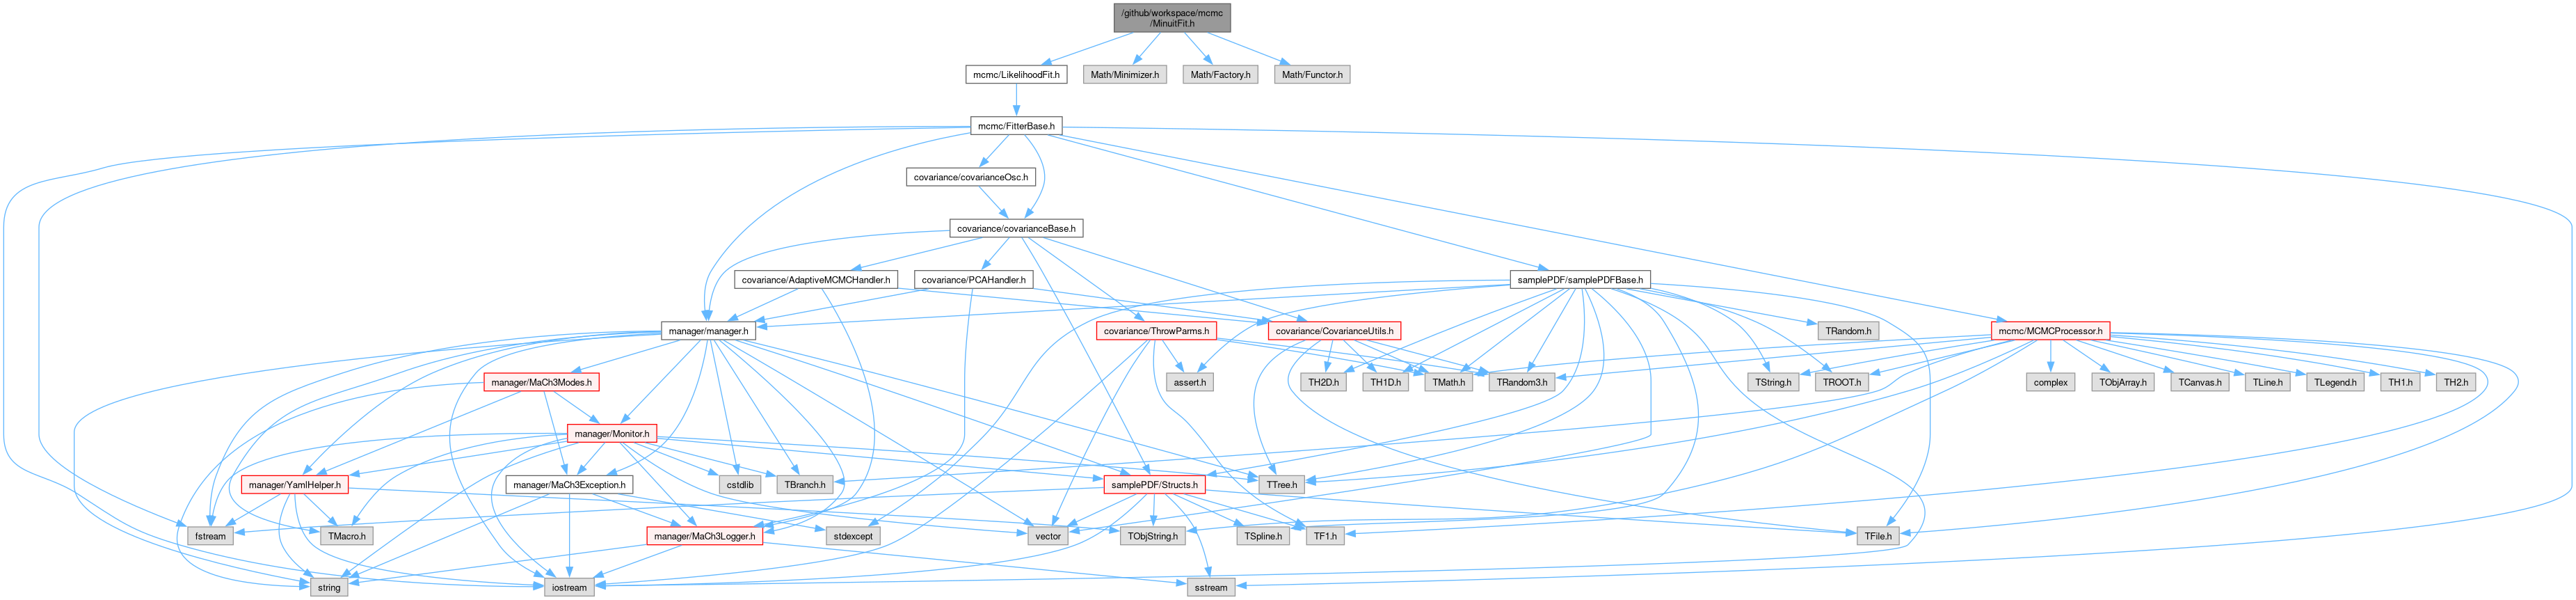 /github/workspace/mcmc
/MinuitFit.h
mcmc/LikelihoodFit.h
Math/Minimizer.h
Math/Factory.h
Math/Functor.h
mcmc/FitterBase.h
covariance/covarianceOsc.h
covariance/covarianceBase.h
covariance/AdaptiveMCMCHandler.h
covariance/PCAHandler.h
samplePDF/samplePDFBase.h
manager/manager.h
covariance/ThrowParms.h
covariance/CovarianceUtils.h
TRandom.h
mcmc/MCMCProcessor.h
manager/MaCh3Modes.h
assert.h
TH2D.h
TH1D.h
TMath.h
TRandom3.h
TString.h
TROOT.h
complex
TObjArray.h
TCanvas.h
TLine.h
TLegend.h
TH1.h
TH2.h
manager/Monitor.h
manager/YamlHelper.h
manager/MaCh3Exception.h
cstdlib
TBranch.h
samplePDF/Structs.h
TTree.h
fstream
TMacro.h
manager/MaCh3Logger.h
stdexcept
vector
TObjString.h
TSpline.h
TF1.h
TFile.h
string
iostream
sstream